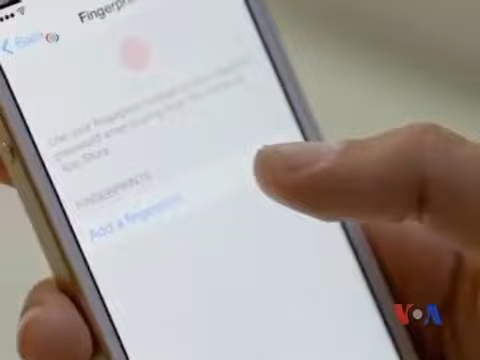 Fingerprint
Back
Use your fingerprint instead of your
password when buying from the
App Store.
FINGERPRINTS
Add a fingerprint
VOA